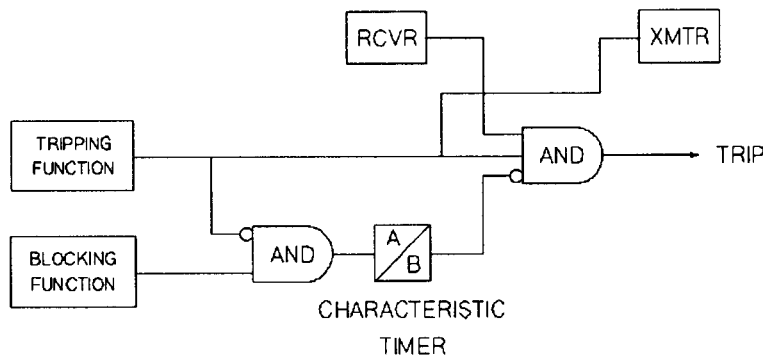 RCVR
XMTR
TRIPPING
FUNCTION
AND
TRIP
BLOCKING
FUNCTION
AND
A
B
CHARACTERISTIC
TIMER